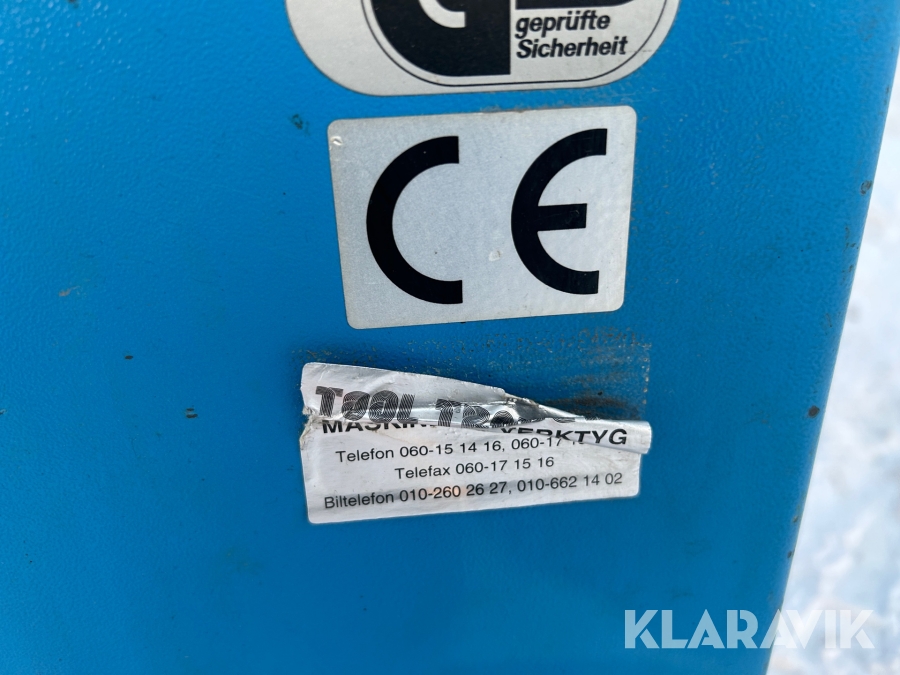 geprüfte
Sicherheit
CE
TOOL
Telefon 060-15 14 16, 060-17
Telefax 060-17 15 16
Biltelefon 010-260 26 27, 010-662 14 02
KLARAVIK